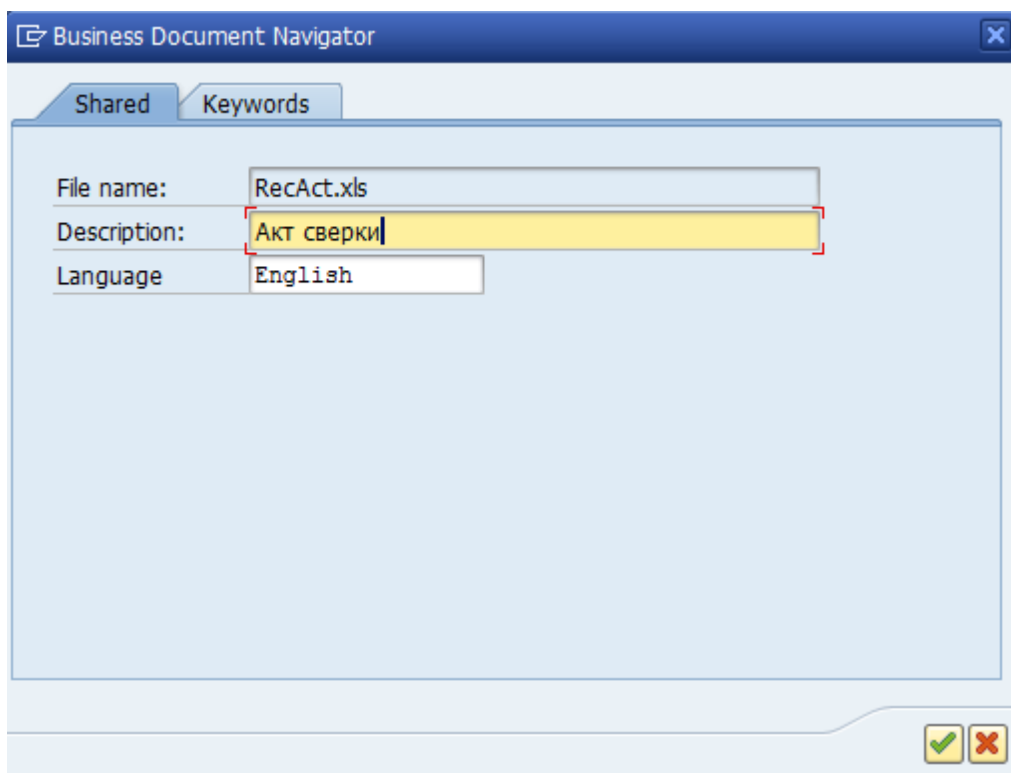 Business Document Navigator
Shared Keywords
File name: RecAct.xls
Description: Акт сверки
Language English